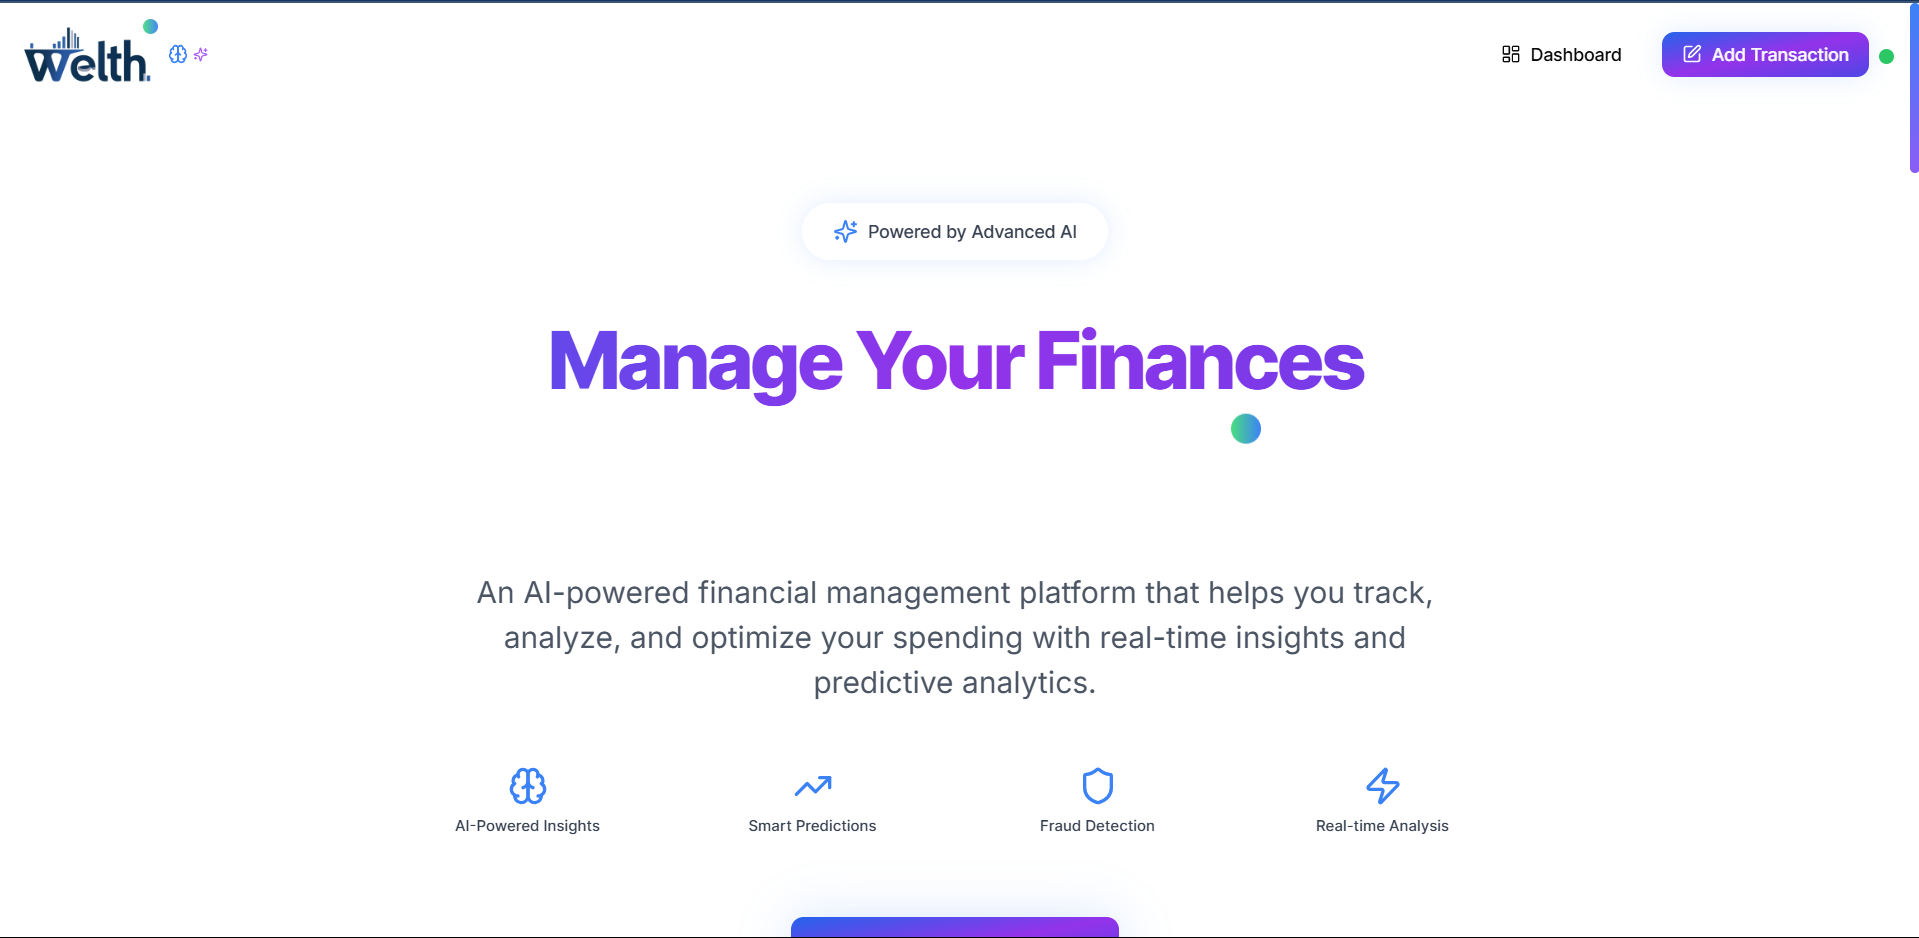 Welth.
Dashboard
Add Transaction
Powered by Advanced AI
Manage Your Finances
An AI-powered financial management platform that helps you track,
analyze, and optimize your spending with real-time insights and
predictive analytics.
AI-Powered Insights
Smart Predictions
Fraud Detection
Real-time Analysis